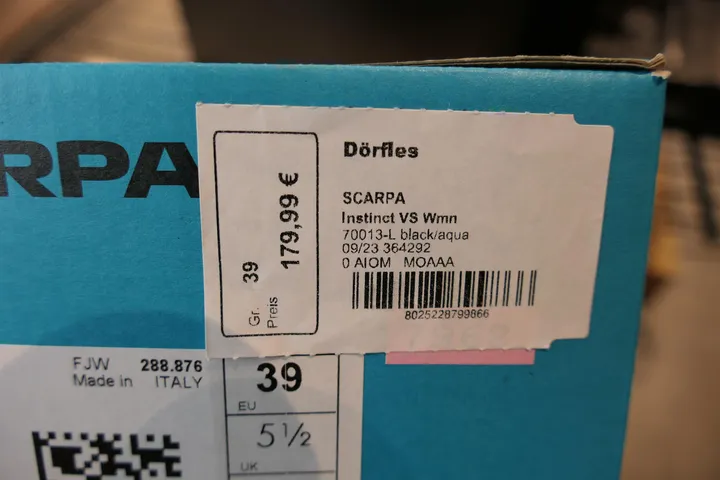 RPA
Dörfles
SCARPA
Instinct VS Wmn
70013-L black/aqua
09/23 364292
0 AIOM MOAAA
8025228799866
Gr. 39
Preis 179,99 €
FJW 288.876
Made in ITALY
39
EU
5½
UK